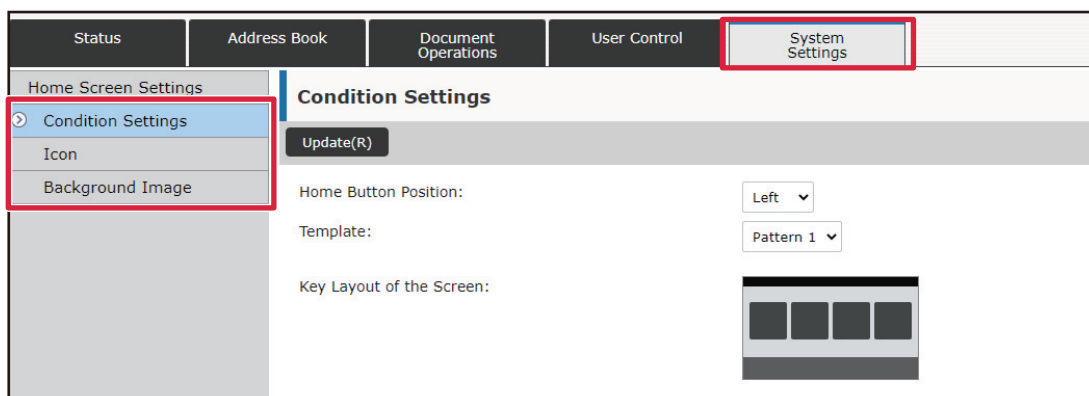 Status
Address Book
Document
Operations
User Control
System
Settings
Home Screen Settings
Condition Settings
Icon
Background Image
Condition Settings
Update(R)
Home Button Position:
Left
Template:
Pattern 1
Key Layout of the Screen: